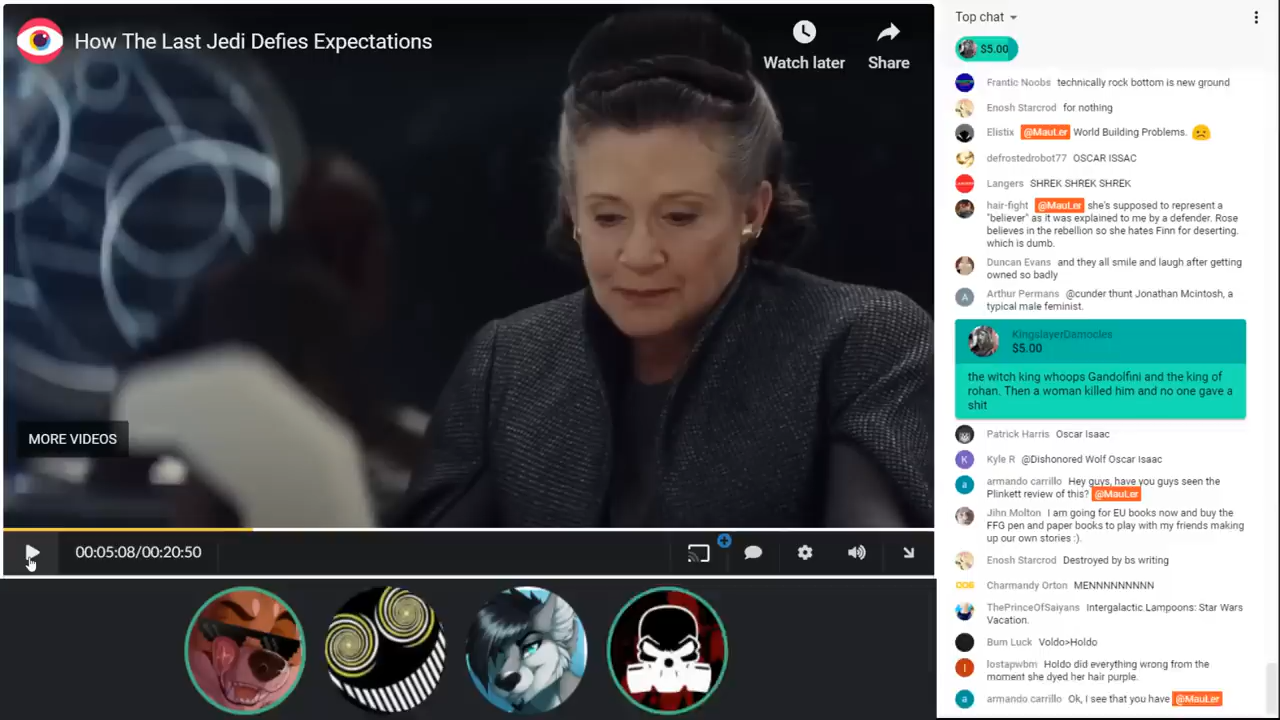 How The Last Jedi Defies Expectations
Watch later
Share
MORE VIDEOS
00:05:08/00:20:50
Top chat
$5.00
Frantic Noobs technically rock bottom is new ground
Enosh Starcrod for nothing
Elistix @MauLer World Building Problems.
defrostedrobot77 OSCAR ISSAC
Langers SHREK SHREK SHREK
hair-fight @MauLer she's supposed to represent a
"believer" as it was explained to me by a defender. Rose
believes in the rebellion so she hates Finn for deserting.
which is dumb.
Duncan Evans and they all smile and laugh after getting
owned so badly
A
Arthur Permans @cunder thunt Jonathan Mcintosh, a
typical male feminist.
KingslayerDamocles
$5.00
the witch king whoops Gandolfini and the king of
rohan. Then a woman killed him and no one gave a
shit
Patrick Harris Oscar Isaac
K
Kyle R @Dishonored Wolf Oscar Isaac
a
armando carrillo Hey guys, have you guys seen the
Plinkett review of this? @MauLer
Jihn Molton I am going for EU books now and buy the
FFG pen and paper books to play with my friends making
up our own stories :).
Enosh Starcrod Destroyed by bs writing
Charmandy Orton MENNNNNNNNN
ThePrinceOfSaiyans Intergalactic Lampoons: Star Wars
Vacation.
Bum Luck Voldo>Holdo
l
lostapwbm Holdo did everything wrong from the
moment she dyed her hair purple.
a
armando carrillo Ok, I see that you have @MauLer